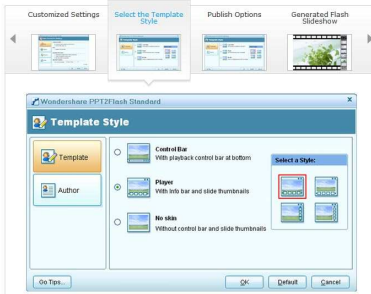 Customized Settings
Select the Template
Style
Publish Options
Generated Flash
Slideshow
Wondershare PPT2Flash Standard
Template Style
Template
Author
Control Bar
With playback control bar at bottom
Player
With Info bar and slide thumbnails
No skin
Without control bar and slide thumbnails
Select a Style:
Go Tips...
OK
Default
Cancel